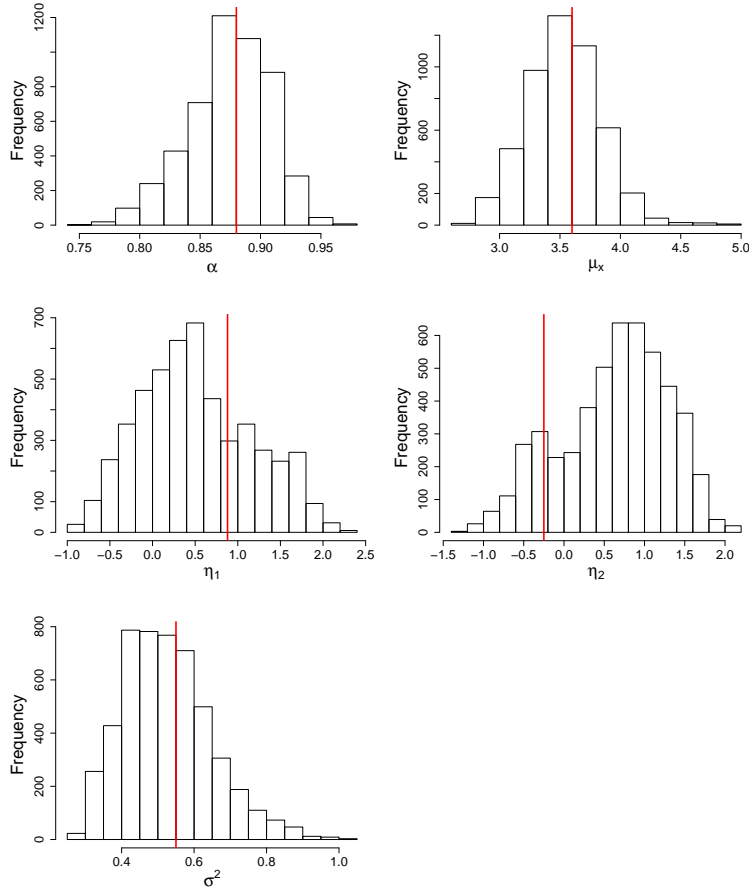 Frequency
0 200 400 600 800 1000 1200
0.75 0.80 0.85 0.90 0.95
α
Frequency
0 200 400 600 800 1000 1300
3.0 3.5 4.0 4.5 5.0
μx
Frequency
0 100 300 500 700
−1.0 −0.5 0.0 0.5 1.0 1.5 2.0 2.5
η1
Frequency
0 100 200 300 400 500 600
−1.5 −0.5 0.0 0.5 1.0 1.5 2.0
η2
Frequency
0 200 400 600 800
0.4 0.6 0.8 1.0
σ2